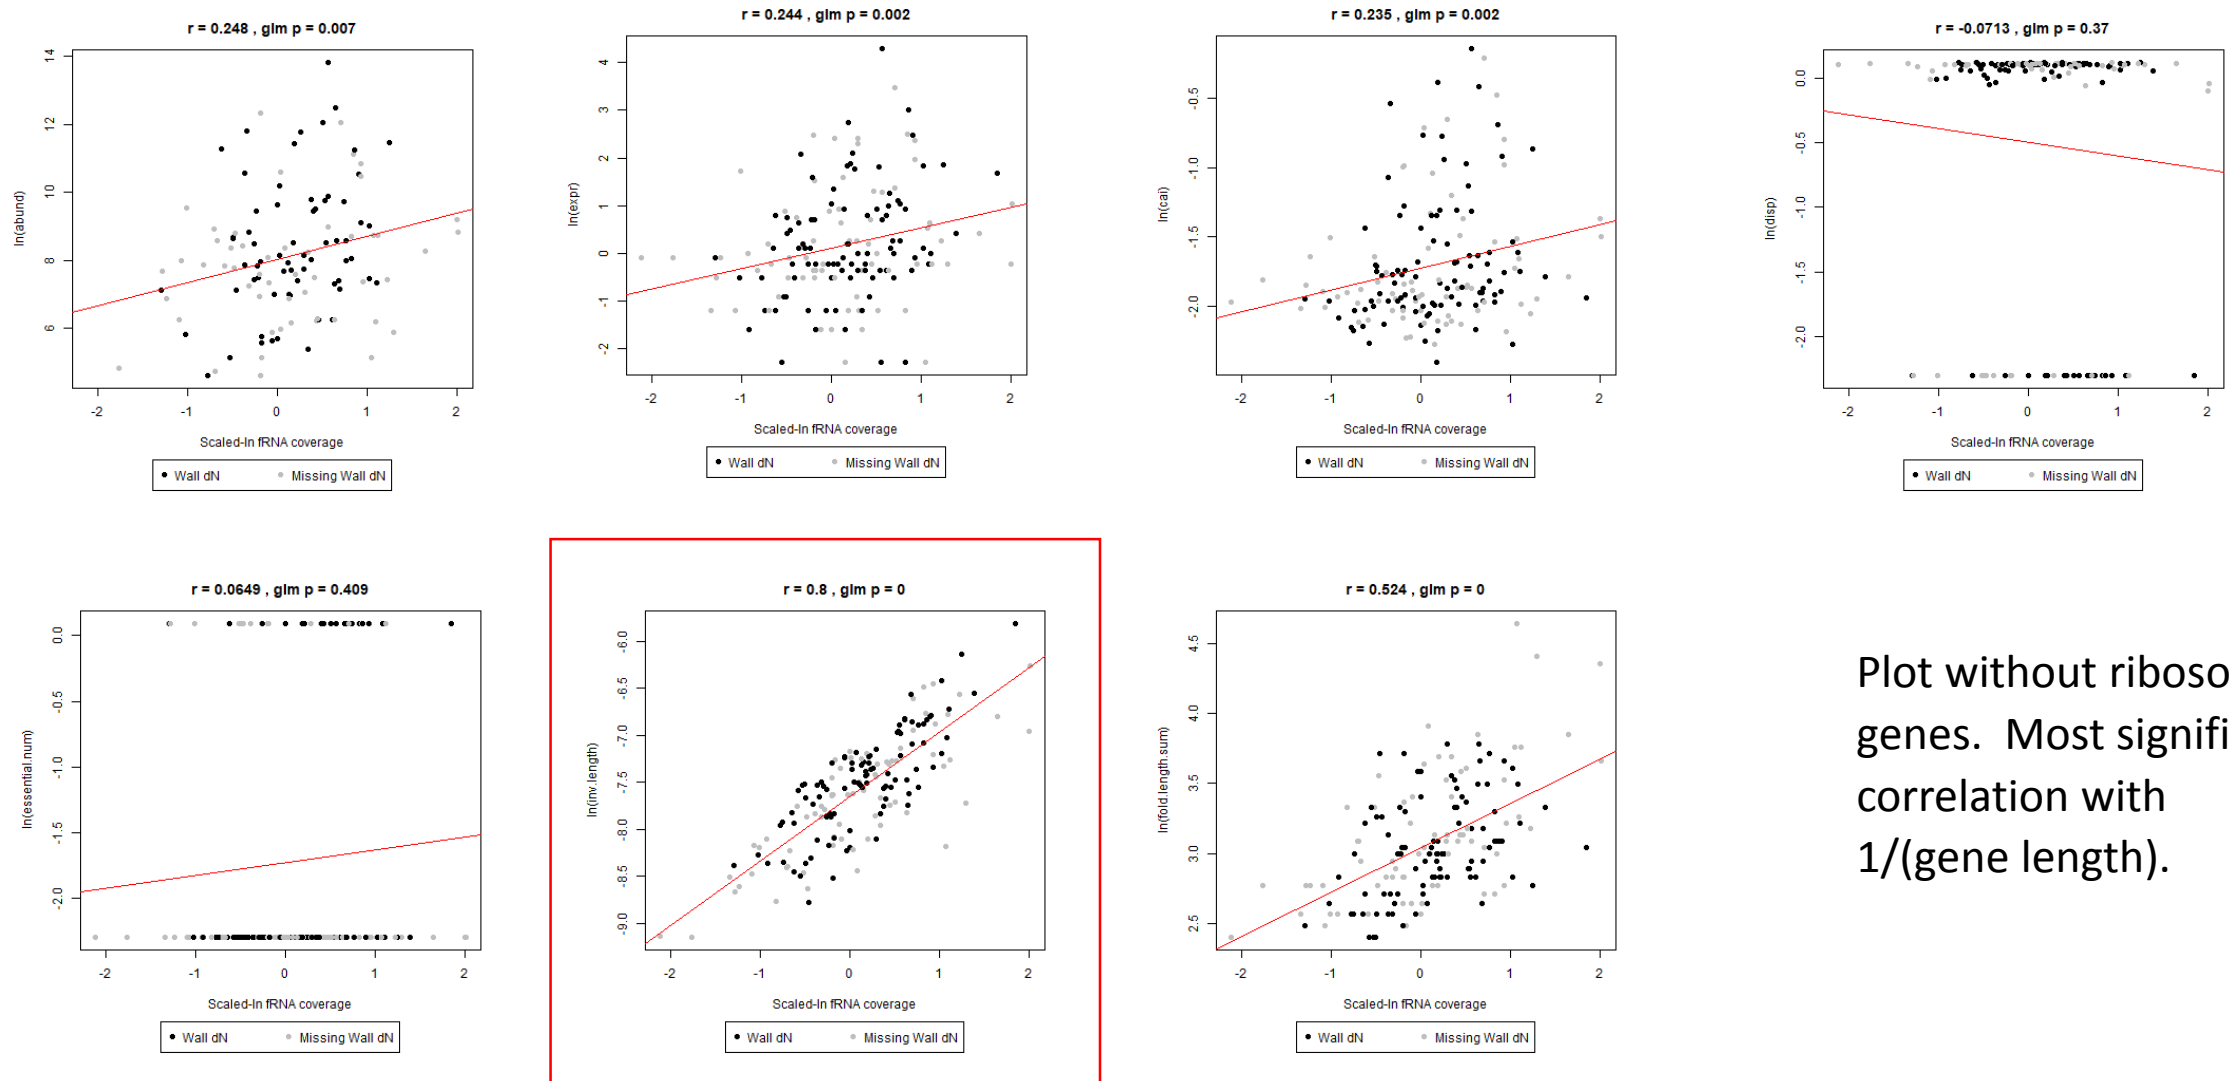 r = 0.248 , glm p = 0.007
ln(abund)
14
12
10
8
6
-2 -1 0 1 2
Scaled-ln fRNA coverage
Wall dN Missing Wall dN
r = 0.244 , glm p = 0.002
ln(expr)
4
3
2
1
0
-1
-2
-2 -1 0 1 2
Scaled-ln fRNA coverage
Wall dN Missing Wall dN
r = 0.235 , glm p = 0.002
ln(cai)
-0.5
-1.0
-1.5
-2.0
-2 -1 0 1 2
Scaled-ln fRNA coverage
Wall dN Missing Wall dN
r = -0.0713 , glm p = 0.37
ln(disp)
0.0
-0.5
-1.0
-1.5
-2.0
-2 -1 0 1 2
Scaled-ln fRNA coverage
Wall dN Missing Wall dN
r = 0.0649 , glm p = 0.409
ln(essential.num)
0.0
-0.5
-1.0
-1.5
-2.0
-2 -1 0 1 2
Scaled-ln fRNA coverage
Wall dN Missing Wall dN
r = 0.8 , glm p = 0
ln(inv.length)
-6.0
-6.5
-7.0
-7.5
-8.0
-8.5
-9.0
-2 -1 0 1 2
Scaled-ln fRNA coverage
Wall dN Missing Wall dN
r = 0.524 , glm p = 0
ln(fold.length.sum)
4.5
4.0
3.5
3.0
2.5
-2 -1 0 1 2
Scaled-ln fRNA coverage
Wall dN Missing Wall dN
Plot without riboso
genes. Most signifi
correlation with
1/(gene length).